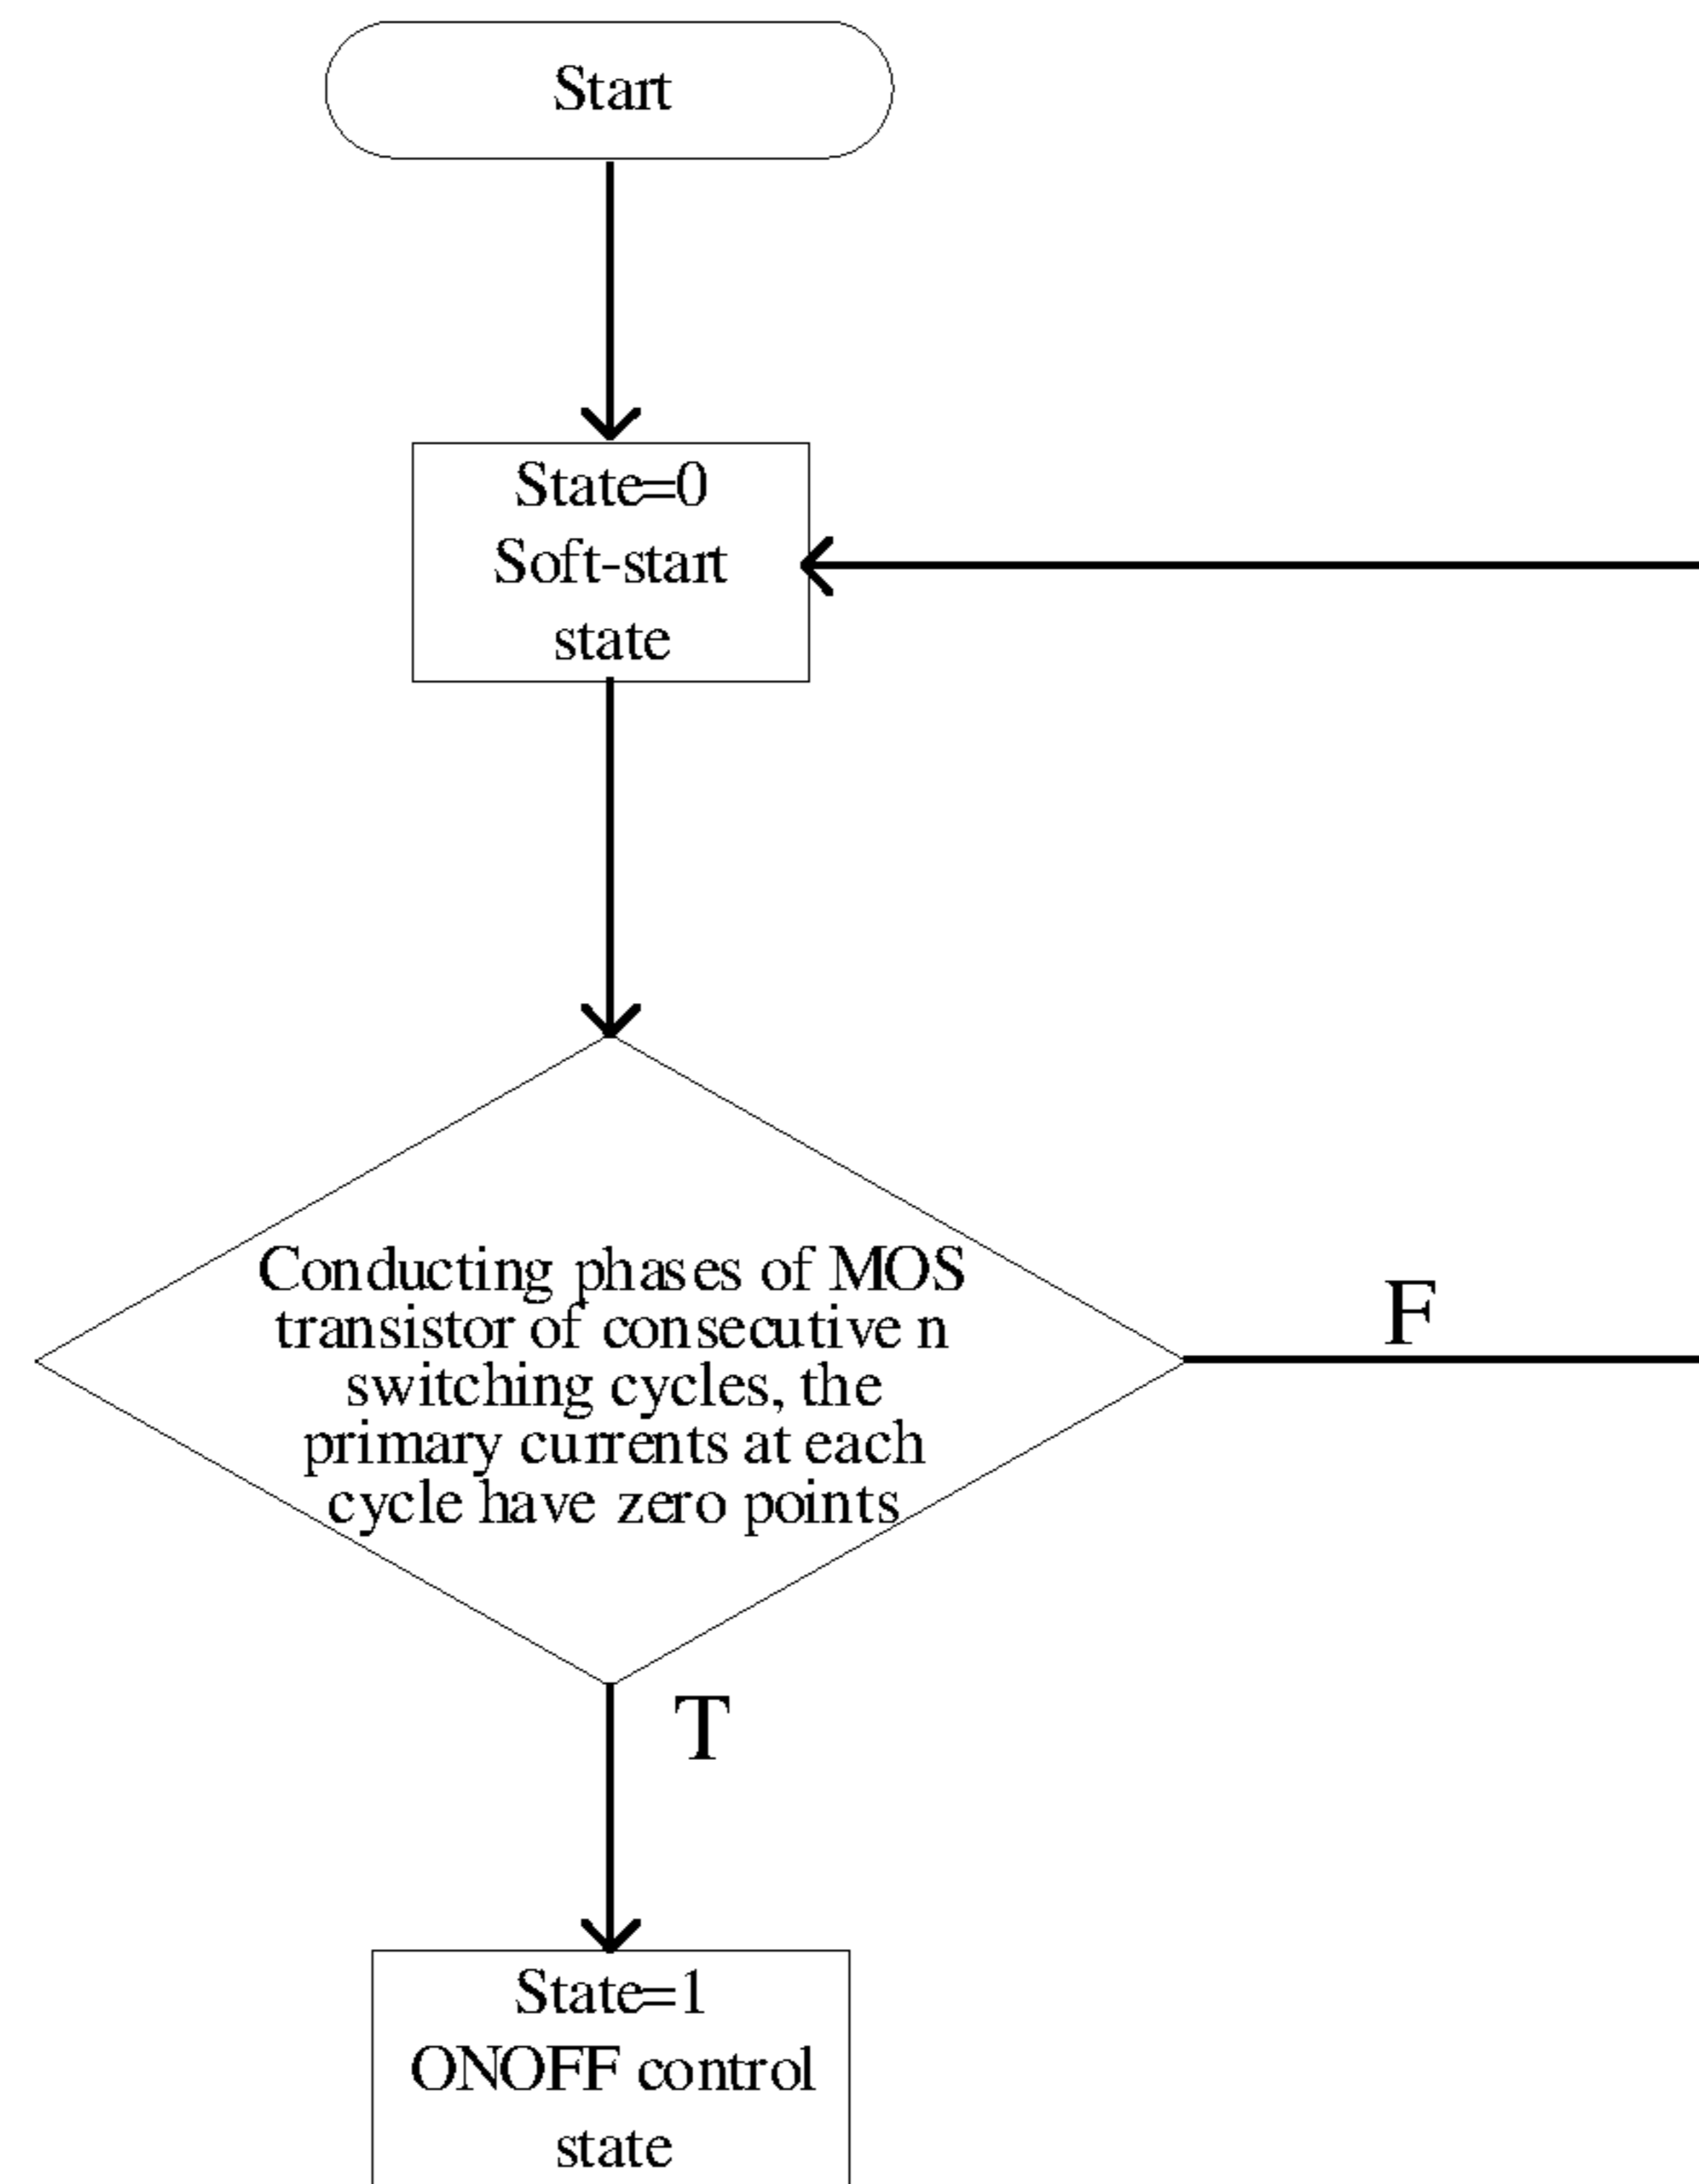 Start
State=0
Soft-start
state
Conducting phases of MOS
transistor of consecutive n
switching cycles, the
primary currents at each
cycle have zero points
F
T
State=1
ONOFF control
state